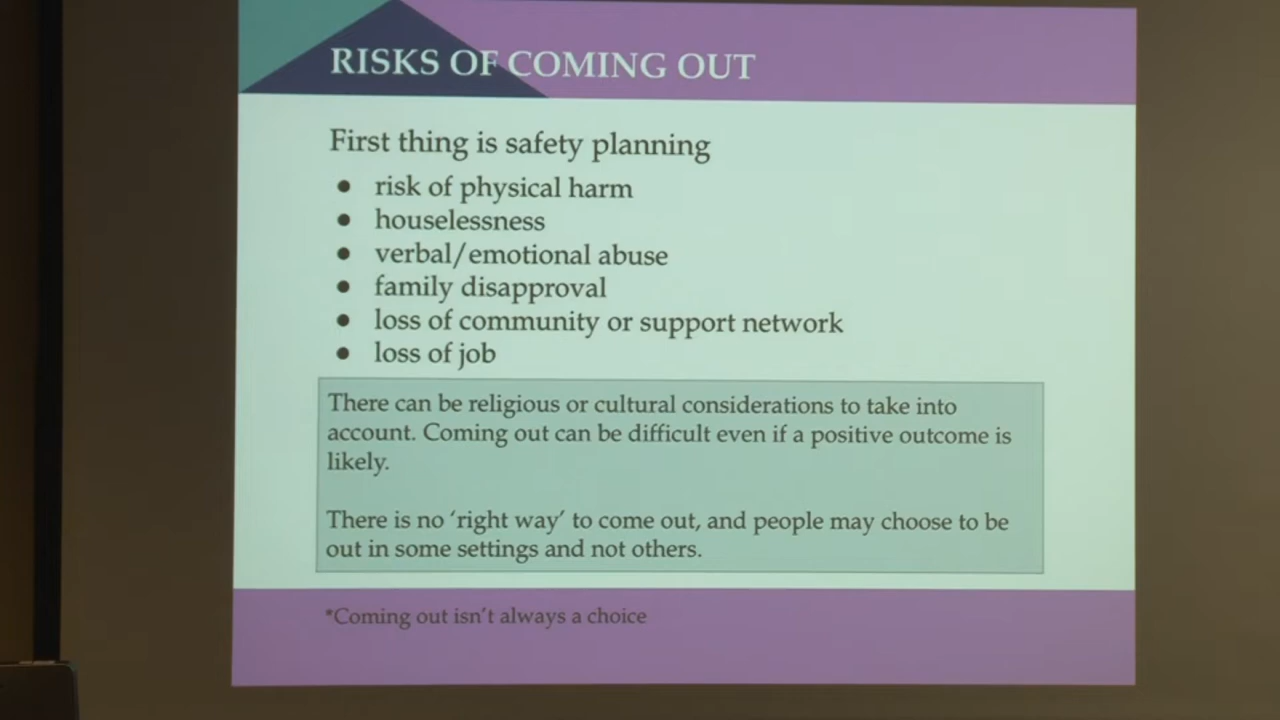 RISKS OF COMING OUT
First thing is safety planning
● risk of physical harm
● houselessness
● verbal/emotional abuse
● family disapproval
● loss of community or support network
● loss of job
There can be religious or cultural considerations to take into
account. Coming out can be difficult even if a positive outcome is
likely.
There is no ‘right way’ to come out, and people may choose to be
out in some settings and not others.
*Coming out isn’t always a choice